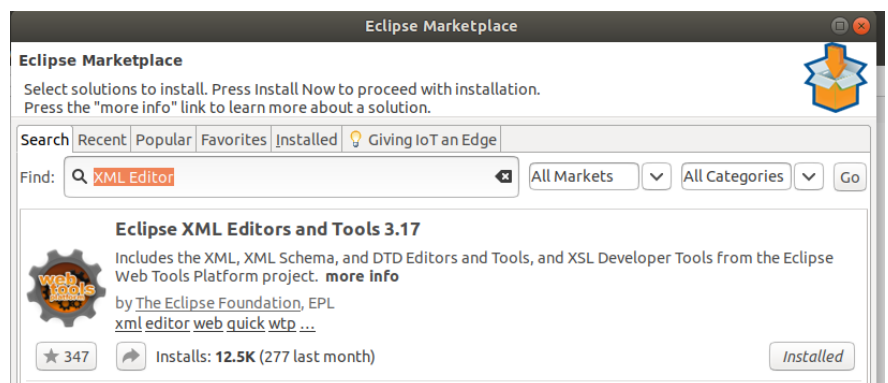 Eclipse Marketplace
Eclipse Marketplace
Select solutions to install. Press Install Now to proceed with installation.
Press the "more info" link to learn more about a solution.
Search Recent Popular Favorites Installed Giving IoT an Edge
Find: XML Editor All Markets All Categories Go
Eclipse XML Editors and Tools 3.17
Includes the XML, XML Schema, and DTD Editors and Tools, and XSL Developer Tools from the Eclipse
Web Tools Platform project. more info
web tools platform
by The Eclipse Foundation, EPL
xml editor web quick wtp ...
347 Installs: 12.5K (277 last month) Installed